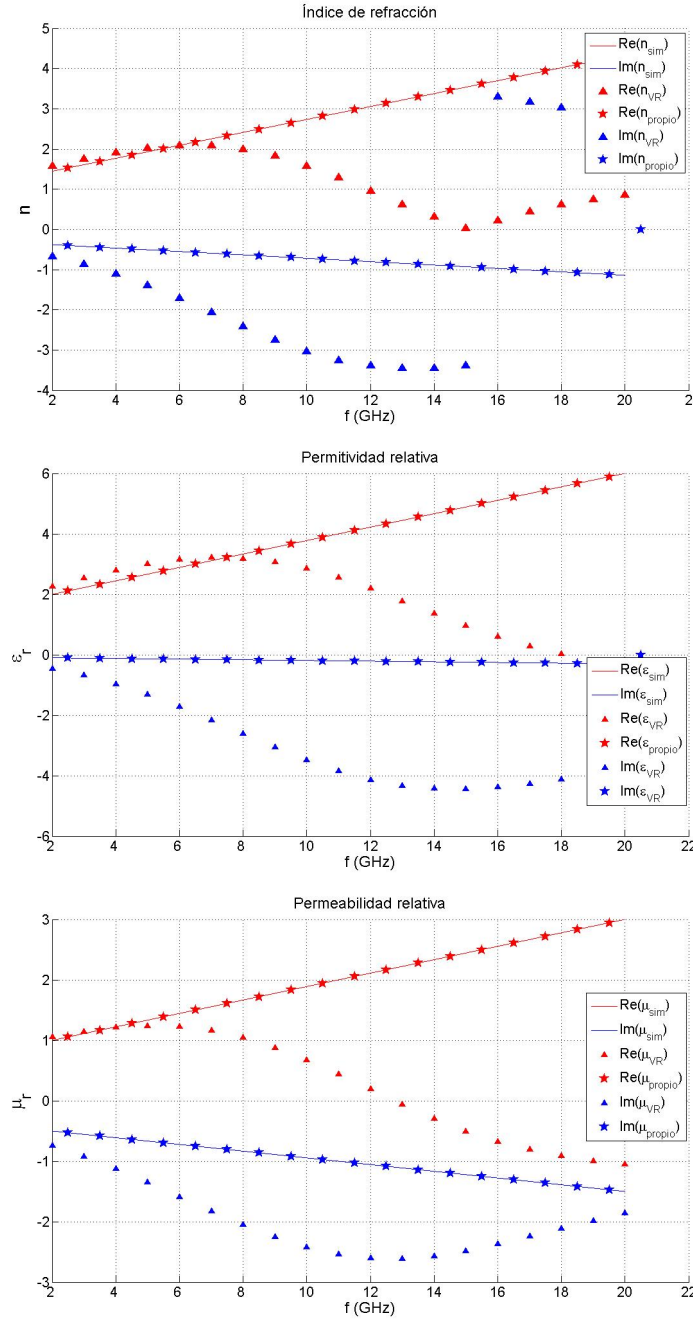 Índice de refracción
5
4
3
2
1
0
-1
-2
-3
-4
n
Re(n_sim)
Im(n_sim)
Re(n_VR)
Re(n_propio)
Im(n_VR)
Im(n_propio)
2 4 6 8 10 12 14 16 18 20 2
f (GHz)
Permitividad relativa
6
4
2
0
-2
-4
-6
ε_r
Re(ε_sim)
Im(ε_sim)
Re(ε_VR)
Re(ε_propio)
Im(ε_VR)
Im(ε_VR)
2 4 6 8 10 12 14 16 18 20 22
f (GHz)
Permeabilidad relativa
3
2
1
0
-1
-2
-3
μ_r
Re(μ_sim)
Im(μ_sim)
Re(μ_VR)
Re(μ_propio)
Im(μ_VR)
Im(μ_propio)
2 4 6 8 10 12 14 16 18 20 22
f (GHz)